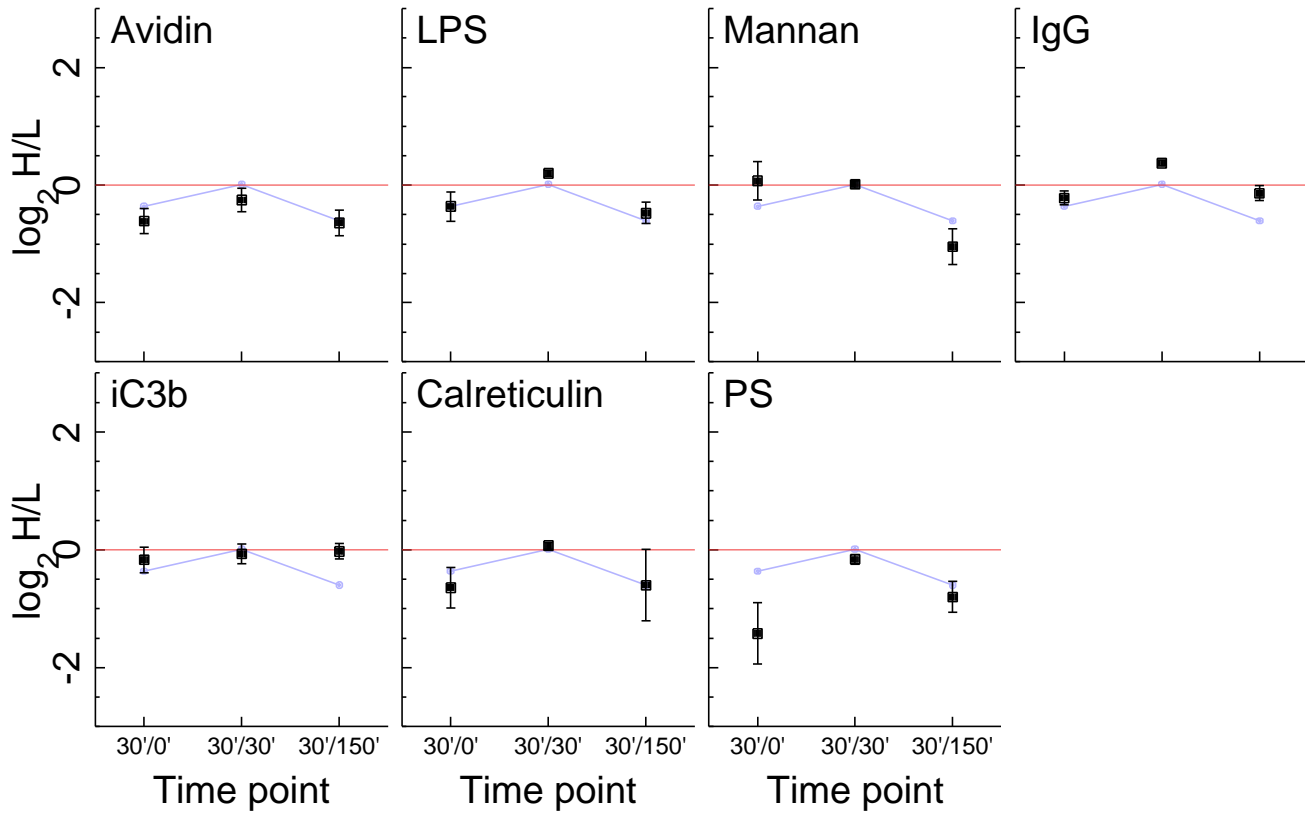 Avidin LPS Mannan IgG
2
0
-2
log2 H/L
iC3b Calreticulin PS
2
0
-2
log2 H/L
30'/0' 30'/30' 30'/150' 30'/0' 30'/30' 30'/150' 30'/0' 30'/30' 30'/150'
Time point Time point Time point